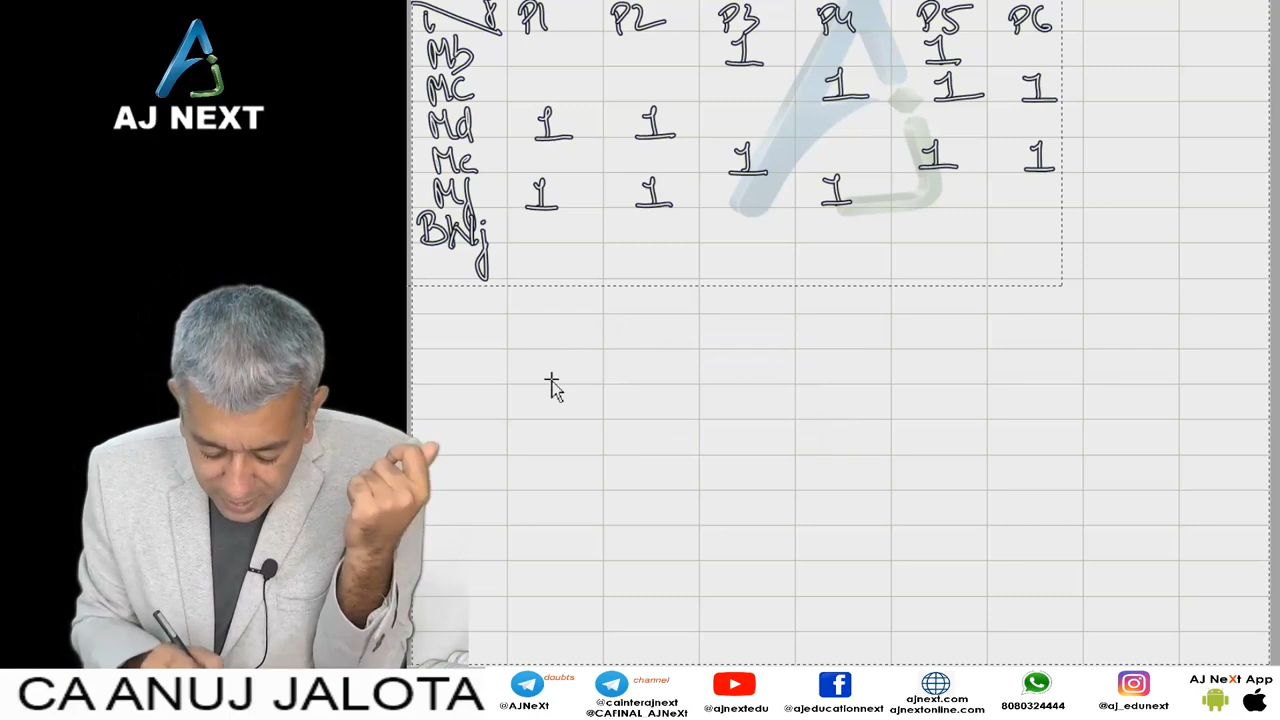 AJ NEXT
i j P1 P2 P3 P4 P5 P6
Mb 1 1
Mc 1 1 1
Md 1 1
Me 1 1 1
Mf 1 1 1
BWj
CA ANUJ JALOTA
doubts
@AJNeXt
channel
@cainterajnext
@CAFINAL_AJNeXt
@ajnextedu
@ajeducationnext
ajnext.com
ajnextonline.com
8080324444
@aj_edunext
AJ NeXt App